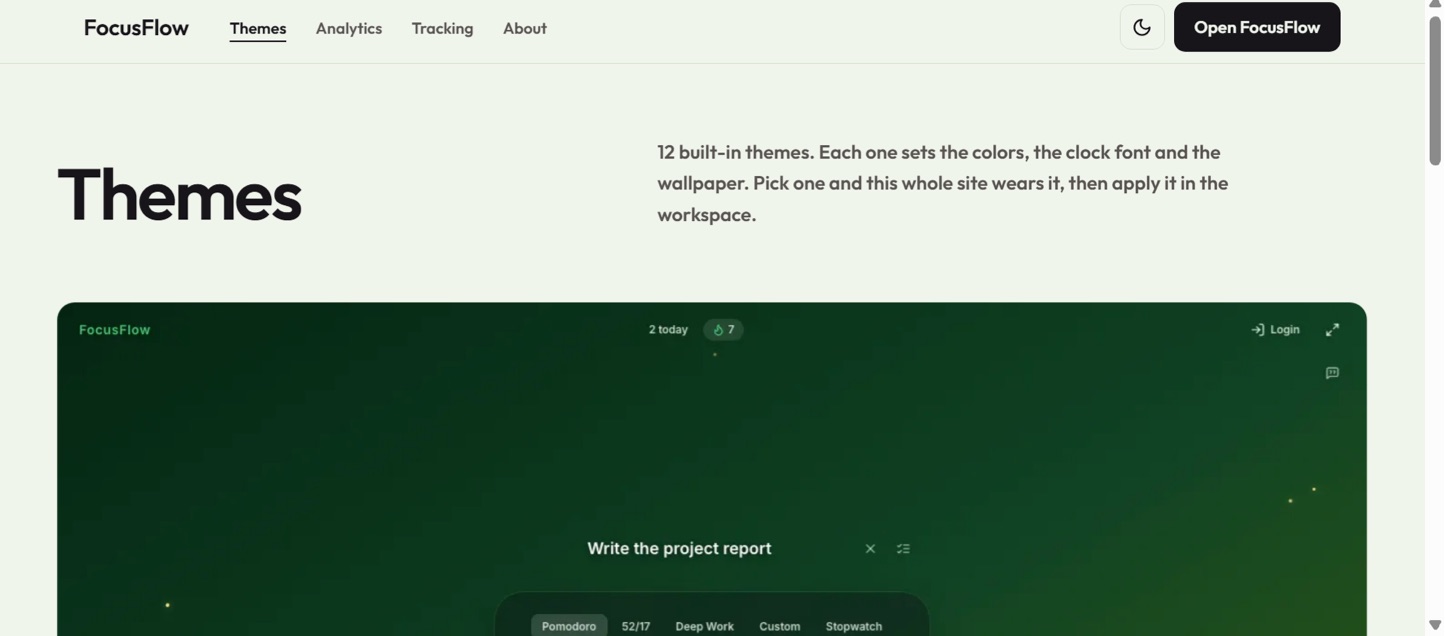 FocusFlow
Themes
Analytics
Tracking
About
Open FocusFlow
Themes
12 built-in themes. Each one sets the colors, the clock font and the
wallpaper. Pick one and this whole site wears it, then apply it in the
workspace.
FocusFlow
2 today
7
Login
Write the project report
Pomodoro
52/17
Deep Work
Custom
Stopwatch